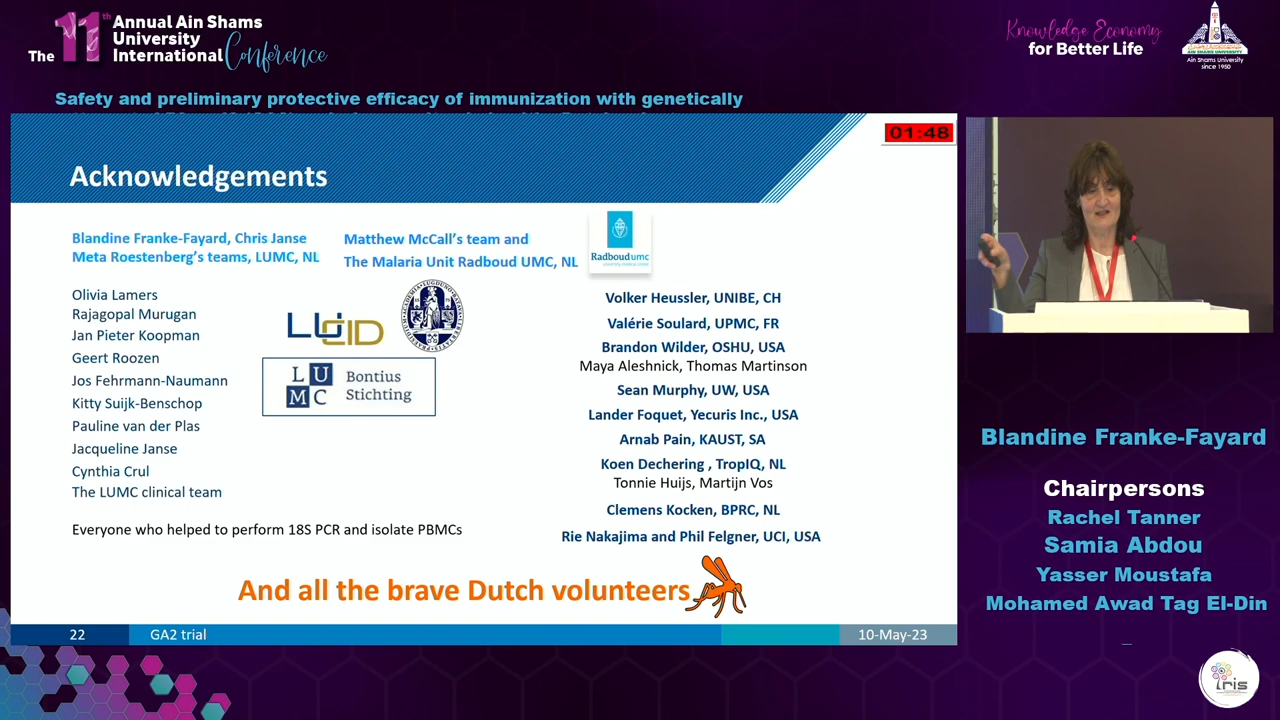 The 11th Annual Ain Shams
University
International Conference
Knowledge Economy
for Better Life
AIN SHAMS UNIVERSITY
Ain Shams University
since 1950
Safety and preliminary protective efficacy of immunization with genetically
01:48
Acknowledgements
Blandine Franke-Fayard, Chris Janse
Meta Roestenberg's teams, LUMC, NL
Matthew McCall's team and
The Malaria Unit Radboud UMC, NL
Radboudumc
university medical center
Olivia Lamers
Rajagopal Murugan
Jan Pieter Koopman
Geert Roozen
Jos Fehrmann-Naumann
Kitty Suijk-Benschop
Pauline van der Plas
Jacqueline Janse
Cynthia Crul
The LUMC clinical team
Everyone who helped to perform 18S PCR and isolate PBMCs
LUCID
LUMC
Bontius
Stichting
Volker Heussler, UNIBE, CH
Valérie Soulard, UPMC, FR
Brandon Wilder, OSHU, USA
Maya Aleshnick, Thomas Martinson
Sean Murphy, UW, USA
Lander Foquet, Yecuris Inc., USA
Arnab Pain, KAUST, SA
Koen Dechering , TropIQ, NL
Tonnie Huijs, Martijn Vos
Clemens Kocken, BPRC, NL
Rie Nakajima and Phil Felgner, UCI, USA
And all the brave Dutch volunteers
22
GA2 trial
10-May-23
Blandine Franke-Fayard
Chairpersons
Rachel Tanner
Samia Abdou
Yasser Moustafa
Mohamed Awad Tag El-Din
iris